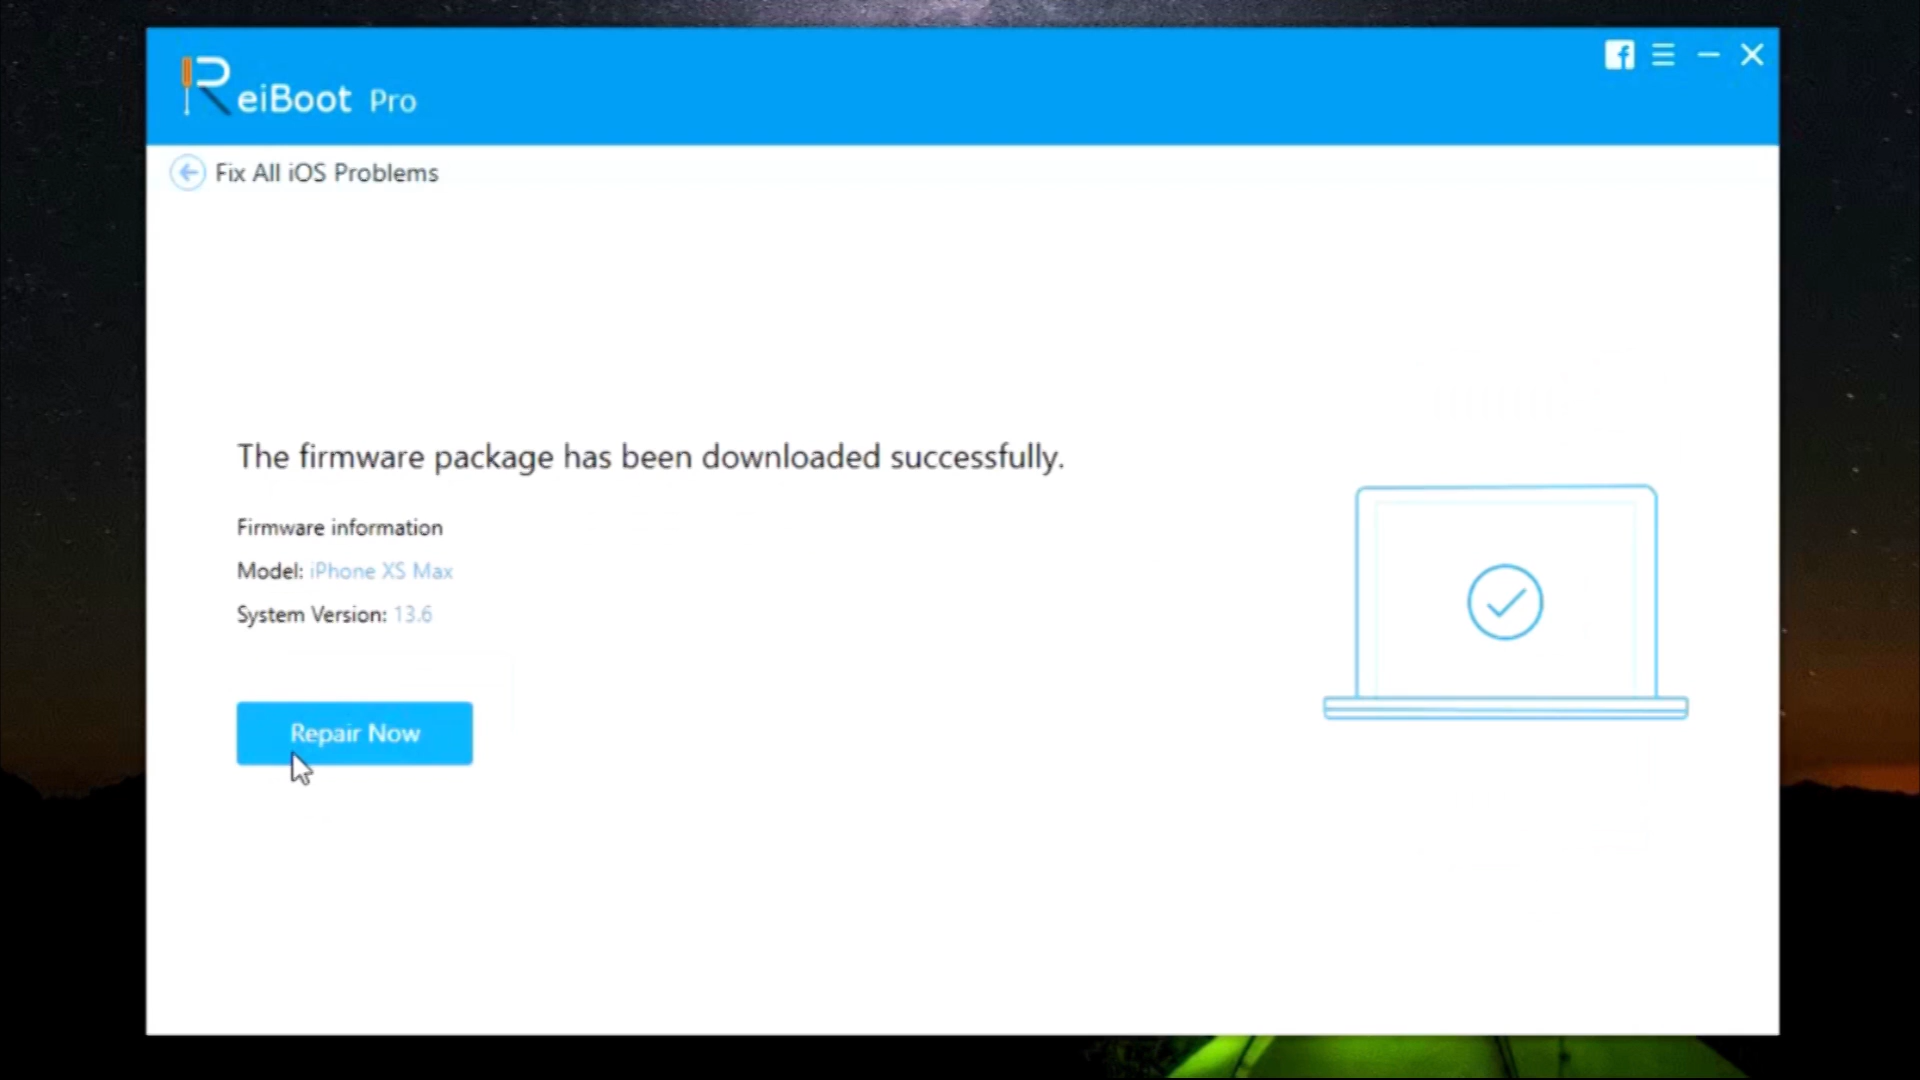 ReiBoot Pro
Fix All iOS Problems
The firmware package has been downloaded successfully.
Firmware information
Model: iPhone XS Max
System Version: 13.6
Repair Now